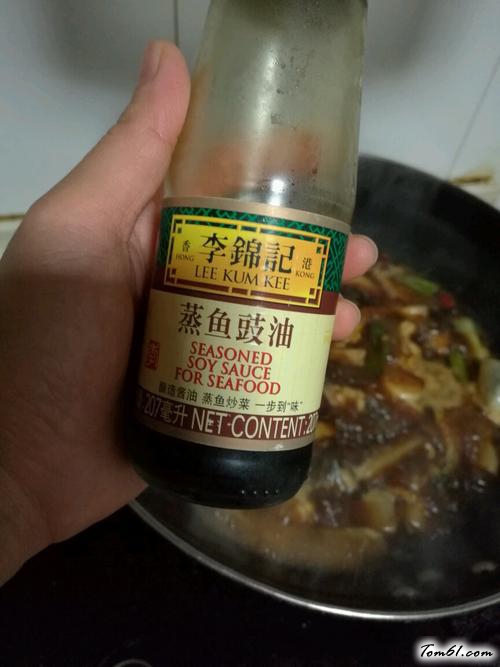 香 李錦記 港
HONG LEE KUM KEE KONG
蒸鱼豉油
SEASONED
SOY SAUCE
FOR SEAFOOD
酿造酱油 蒸鱼炒菜 一步到“味”
207毫升 NET CONTENT: 20
Tom61.com